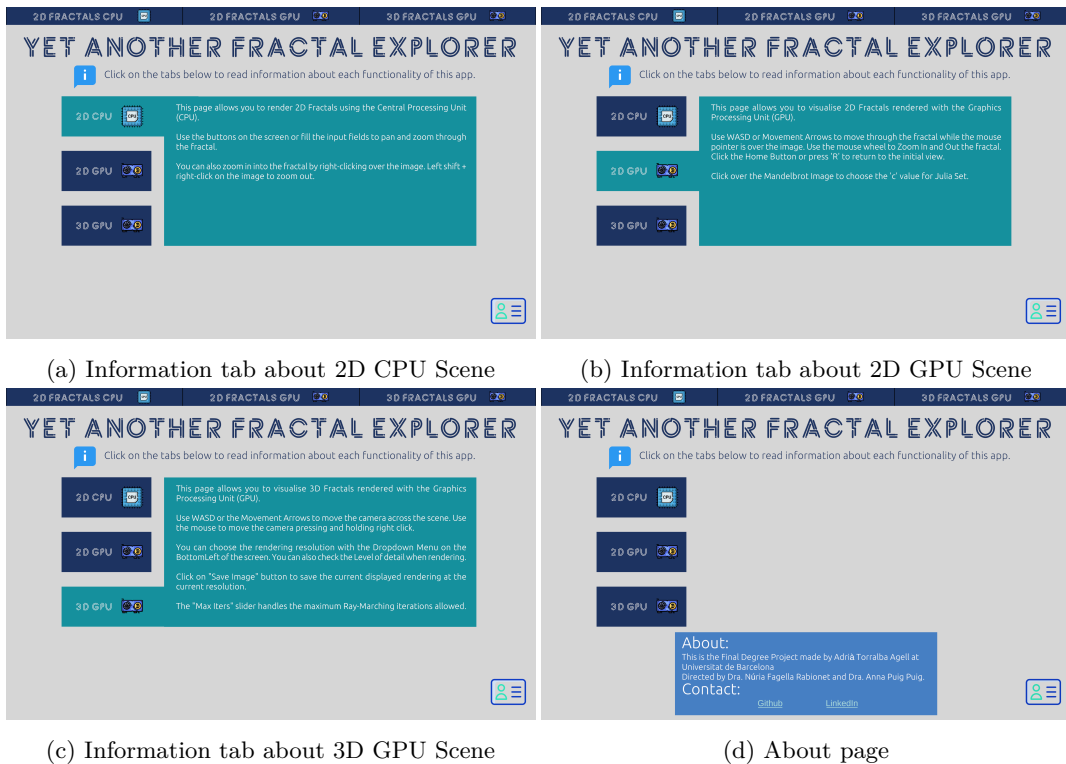 2D FRACTALS CPU CPU 2D FRACTALS GPU 3D FRACTALS GPU
YET ANOTHER FRACTAL EXPLORER
i Click on the tabs below to read information about each functionality of this app.
2D CPU CPU
2D GPU
3D GPU
This page allows you to render 2D Fractals using the Central Processing Unit
(CPU).
Use the buttons on the screen or fill the input fields to pan and zoom through
the fractal.
You can also zoom in into the fractal by right-clicking over the image. Left shift +
right-click on the image to zoom out.
(a) Information tab about 2D CPU Scene
2D FRACTALS CPU CPU 2D FRACTALS GPU 3D FRACTALS GPU
YET ANOTHER FRACTAL EXPLORER
i Click on the tabs below to read information about each functionality of this app.
2D CPU CPU
2D GPU
3D GPU
This page allows you to visualise 2D Fractals rendered with the Graphics
Processing Unit (GPU).
Use WASD or Movement Arrows to move through the fractal while the mouse
pointer is over the image. Use the mouse wheel to Zoom In and Out the fractal.
Click the Home Button or press 'R' to return to the initial view.
Click over the Mandelbrot Image to choose the 'c' value for Julia Set.
(b) Information tab about 2D GPU Scene
2D FRACTALS CPU CPU 2D FRACTALS GPU 3D FRACTALS GPU
YET ANOTHER FRACTAL EXPLORER
i Click on the tabs below to read information about each functionality of this app.
2D CPU CPU
2D GPU
3D GPU
This page allows you to visualise 3D Fractals rendered with the Graphics
Processing Unit (GPU).
Use WASD or the Movement Arrows to move the camera across the scene. Use
the mouse to move the camera pressing and holding right click.
You can choose the rendering resolution with the Dropdown Menu on the
BottomLeft of the screen. You can also check the Level of detail when rendering.
Click on "Save Image" button to save the current displayed rendering at the
current resolution.
The "Max Iters" slider handles the maximum Ray-Marching iterations allowed.
(c) Information tab about 3D GPU Scene
2D FRACTALS CPU CPU 2D FRACTALS GPU 3D FRACTALS GPU
YET ANOTHER FRACTAL EXPLORER
i Click on the tabs below to read information about each functionality of this app.
2D CPU CPU
2D GPU
3D GPU
About:
This is the Final Degree Project made by Adrià Torralba Agell at
Universitat de Barcelona
Directed by Dra. Núria Fagella Rabionet and Dra. Anna Puig Puig.
Contact:
Github LinkedIn
(d) About page